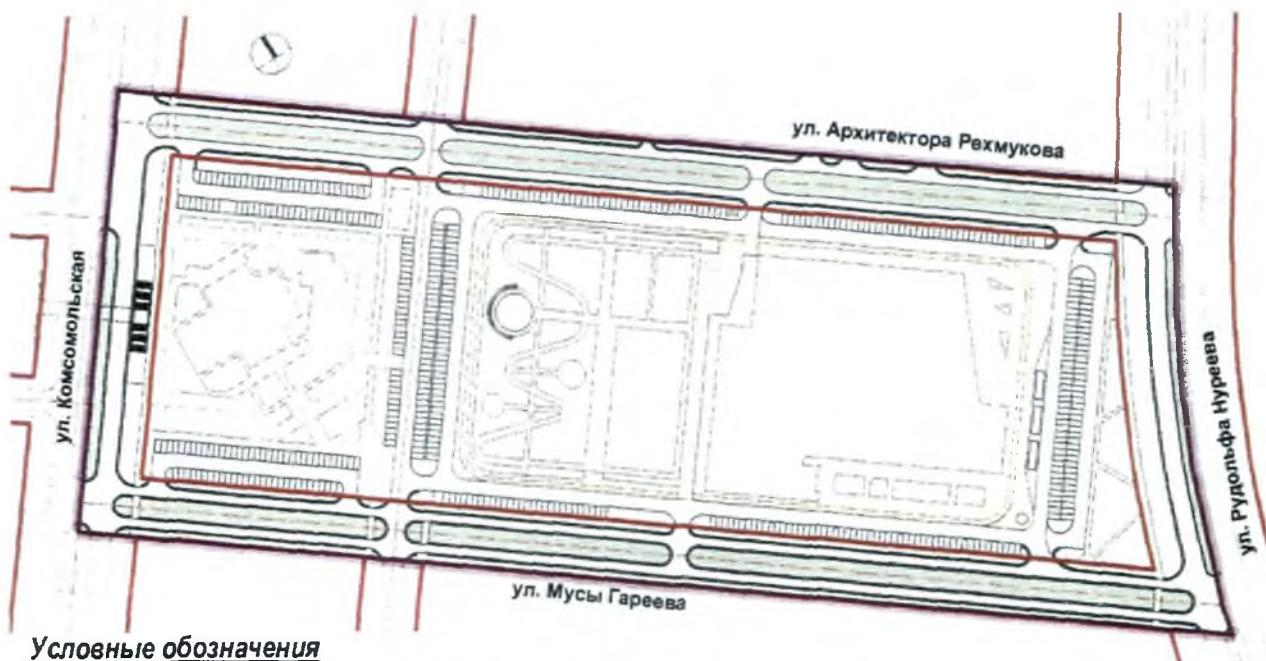 ул. Архитектора Рехмукова
ул. Комсомольская
ул. Рудольфа Нуреева
ул. Мусы Гареева
Условные обозначения